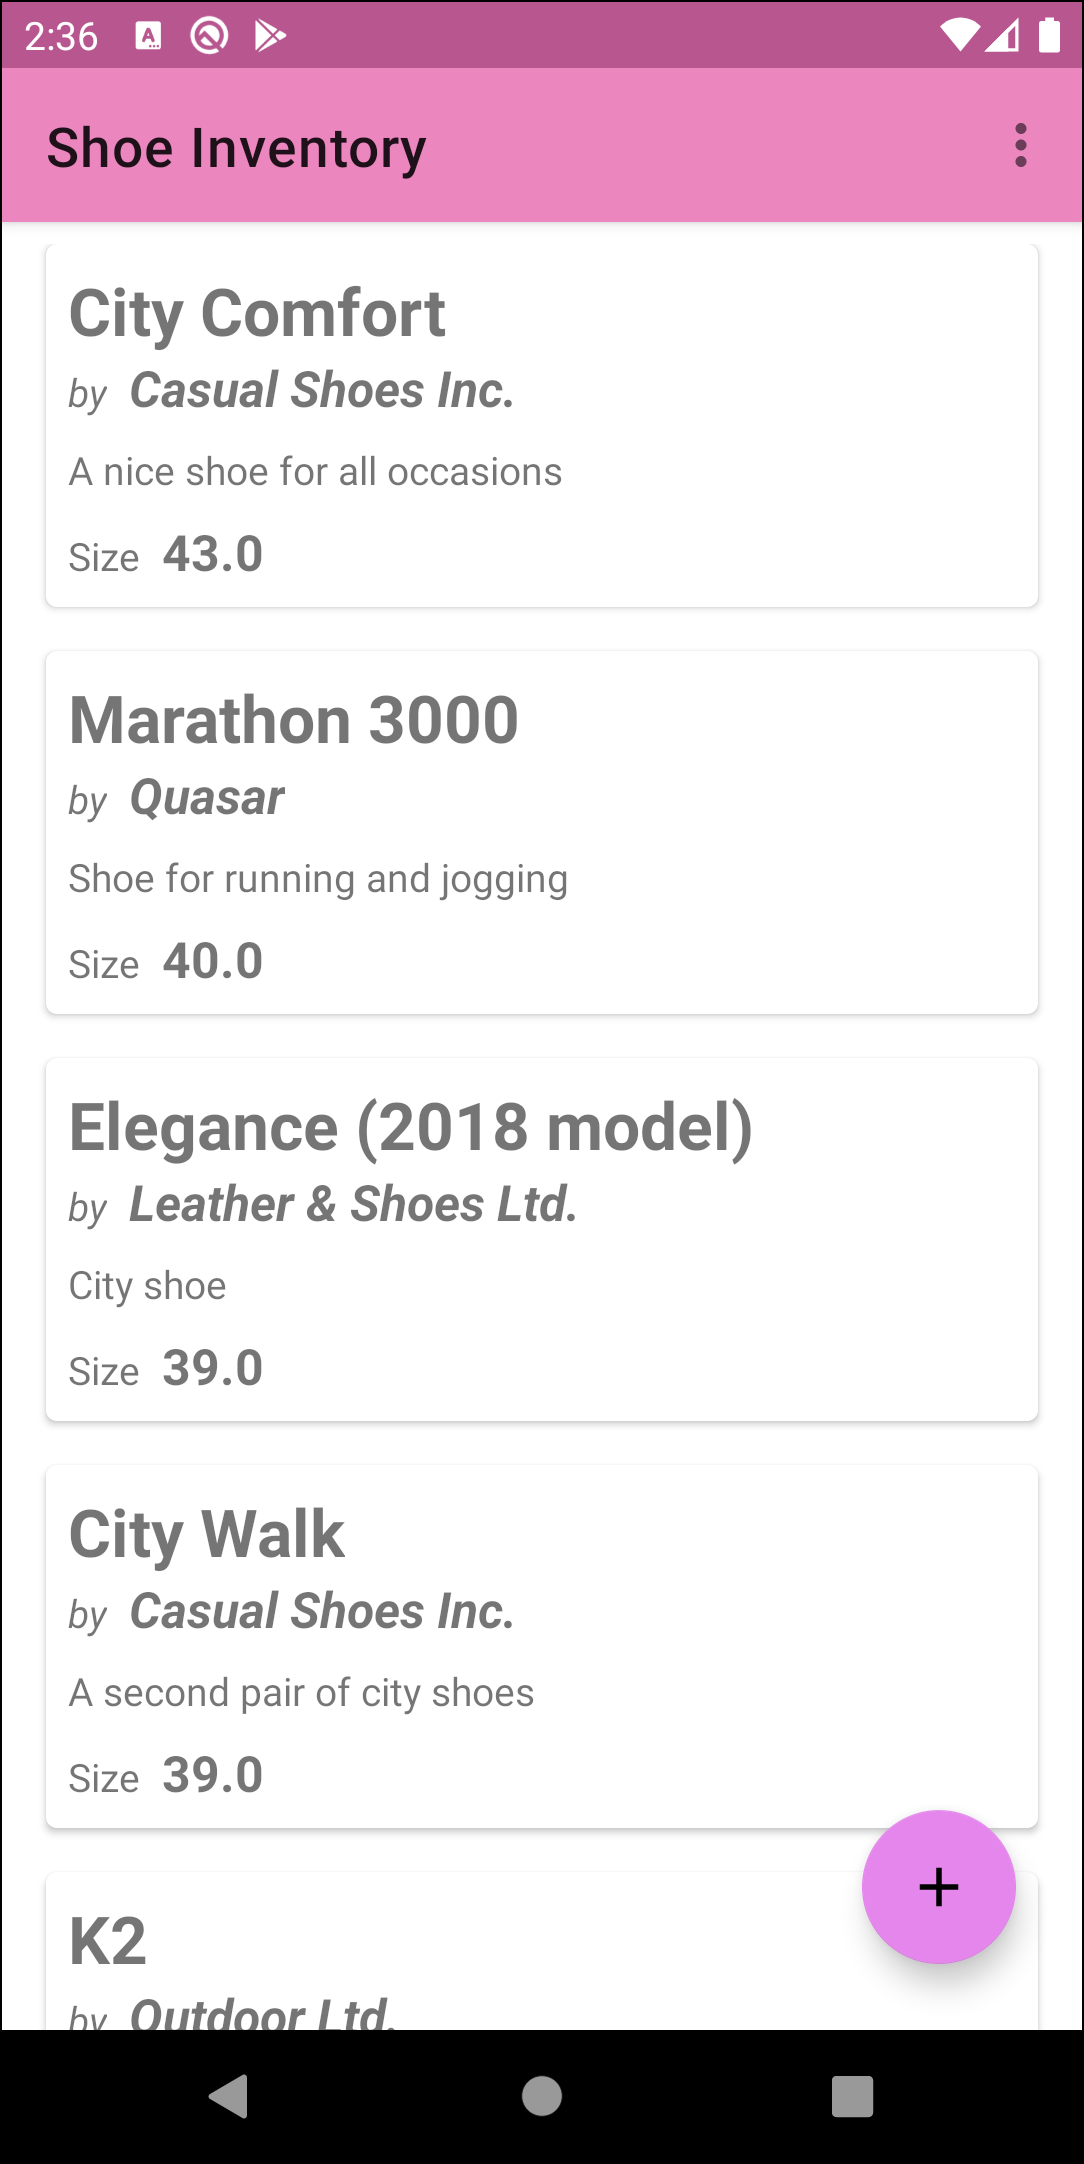 2:36
Shoe Inventory
City Comfort
by Casual Shoes Inc.
A nice shoe for all occasions
Size 43.0
Marathon 3000
by Quasar
Shoe for running and jogging
Size 40.0
Elegance (2018 model)
by Leather & Shoes Ltd.
City shoe
Size 39.0
City Walk
by Casual Shoes Inc.
A second pair of city shoes
Size 39.0
K2
by Outdoor Ltd.